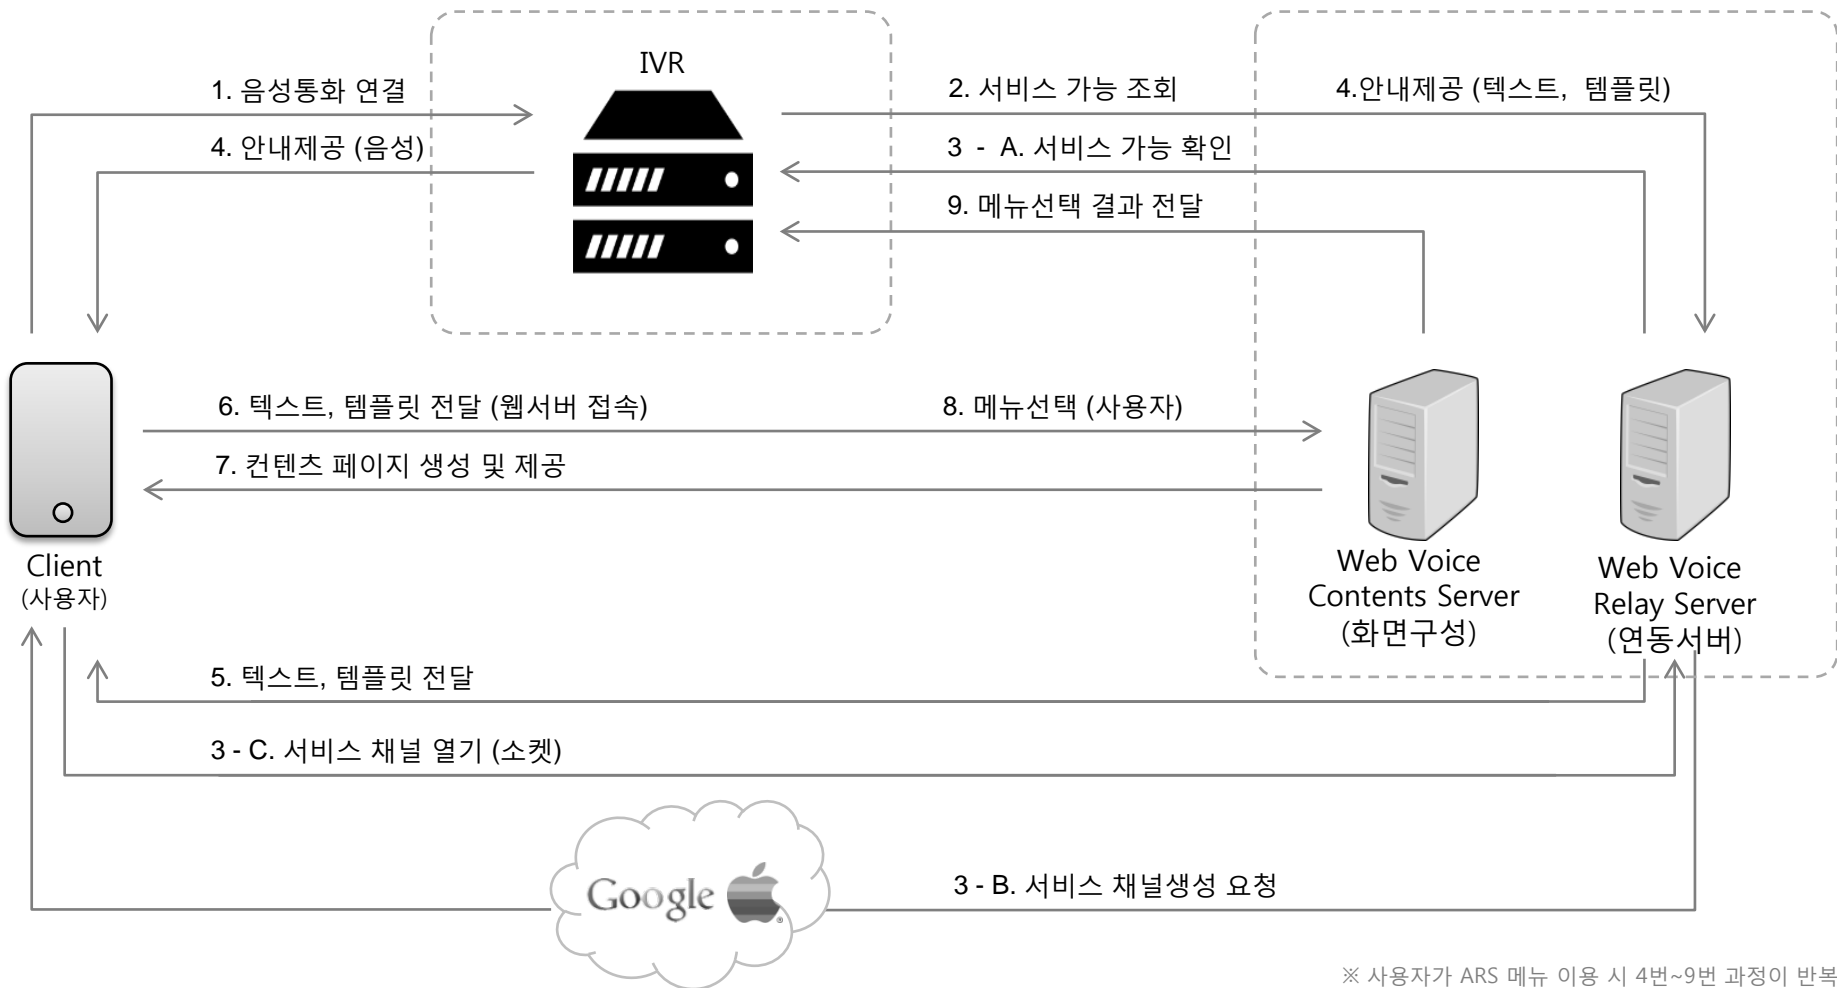 IVR
1. 음성통화 연결
2. 서비스 가능 조회
4.안내제공 (텍스트, 템플릿)
4. 안내제공 (음성)
3 - A. 서비스 가능 확인
9. 메뉴선택 결과 전달
6. 텍스트, 템플릿 전달 (웹서버 접속)
8. 메뉴선택 (사용자)
7. 컨텐츠 페이지 생성 및 제공
Client
(사용자)
Web Voice
Contents Server
(화면구성)
Web Voice
Relay Server
(연동서버)
5. 텍스트, 템플릿 전달
3 - C. 서비스 채널 열기 (소켓)
Google
3 - B. 서비스 채널생성 요청
※ 사용자가 ARS 메뉴 이용 시 4번~9번 과정이 반복